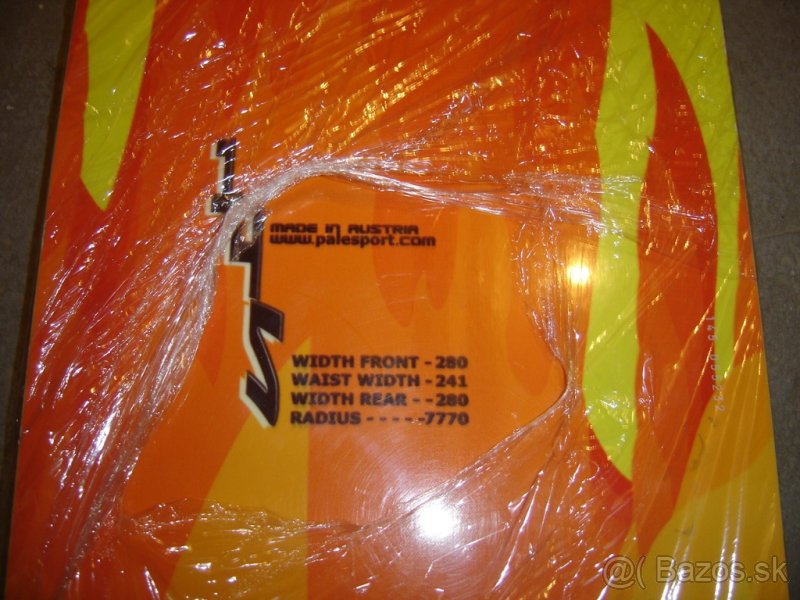 MADE IN AUSTRIA
www.palesport.com
WIDTH FRONT - 280
WAIST WIDTH - 241
WIDTH REAR - - 280
RADIUS - - - - -7770
@( Bazos.sk